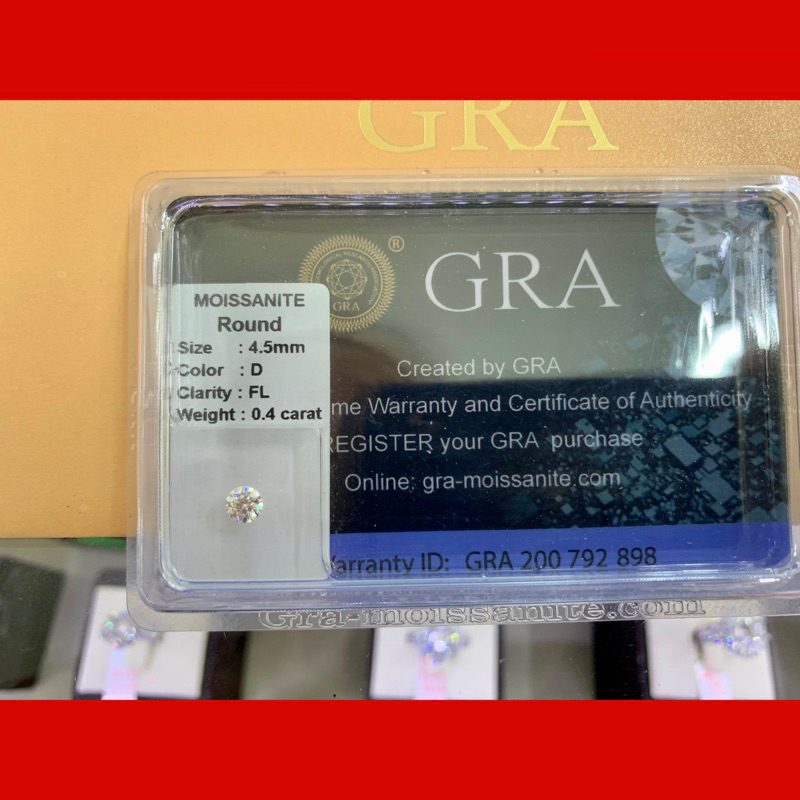 GRA
®
GRA
GRA
MOISSANITE
Round
Size : 4.5mm
Color : D
Clarity : FL
Weight : 0.4 carat
Created by GRA
me Warranty and Certificate of Authenticity
REGISTER your GRA purchase
Online: gra-moissanite.com
arranty ID: GRA 200 792 898
Gra-moissanite.com